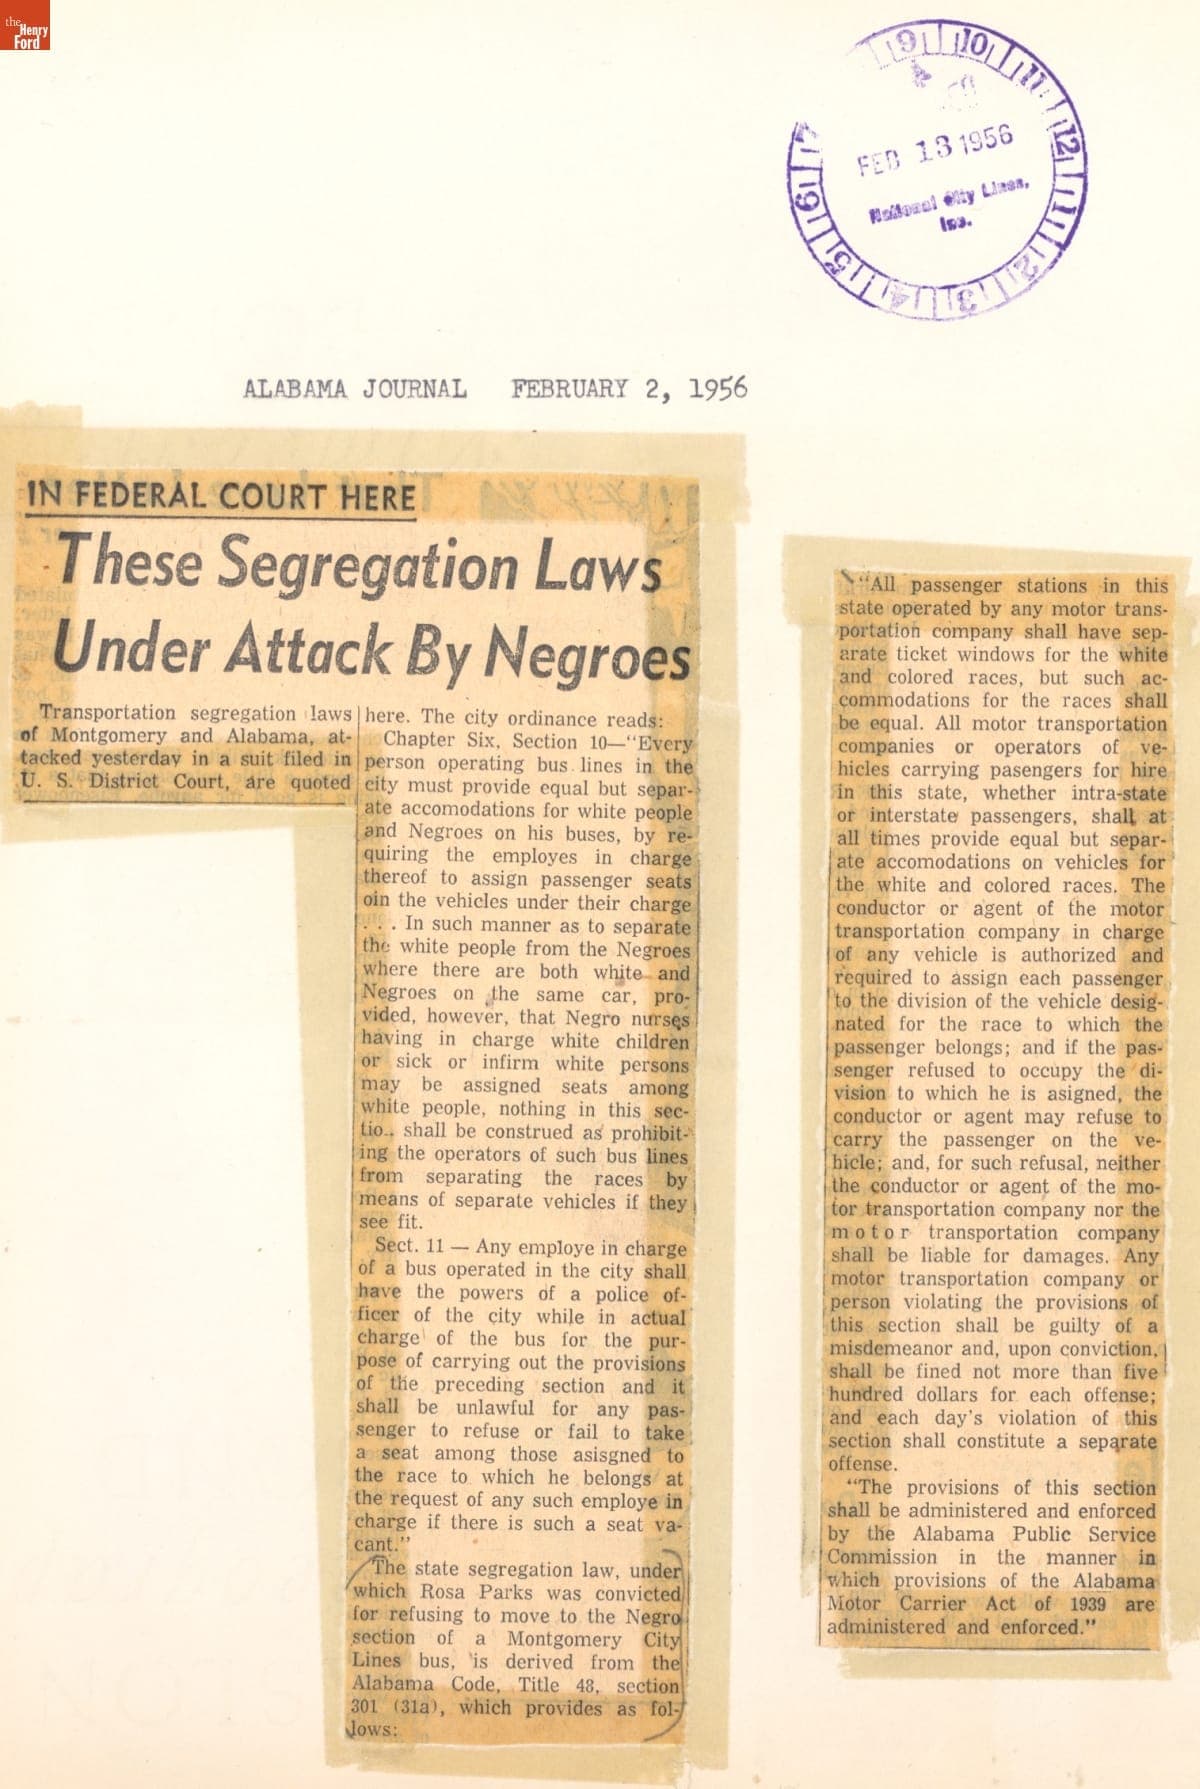 the
Henry
Ford
9 10 11 12 1 2 3 4 5 6 7
FEB 13 1956
National City Lines,
Inc.
ALABAMA JOURNAL FEBRUARY 2, 1956
IN FEDERAL COURT HERE
These Segregation Laws
Under Attack By Negroes
Transportation segregation laws
of Montgomery and Alabama, at-
tacked yesterday in a suit filed in
U. S. District Court, are quoted
here. The city ordinance reads:
Chapter Six, Section 10—"Every
person operating bus lines in the
city must provide equal but separ-
ate accomodations for white people
and Negroes on his buses, by re-
quiring the employes in charge
thereof to assign passenger seats
oin the vehicles under their charge
. . . In such manner as to separate
the white people from the Negroes
where there are both white and
Negroes on the same car, pro-
vided, however, that Negro nurses
having in charge white children
or sick or infirm white persons
may be assigned seats among
white people, nothing in this sec-
tio.. shall be construed as prohibit-
ing the operators of such bus lines
from separating the races by
means of separate vehicles if they
see fit.
Sect. 11 — Any employe in charge
of a bus operated in the city shall
have the powers of a police of-
ficer of the city while in actual
charge of the bus for the pur-
pose of carrying out the provisions
of the preceding section and it
shall be unlawful for any pas-
senger to refuse or fail to take
a seat among those asisgned to
the race to which he belongs at
the request of any such employe in
charge if there is such a seat va-
cant."
The state segregation law, under
which Rosa Parks was convicted
for refusing to move to the Negro
section of a Montgomery City
Lines bus, is derived from the
Alabama Code, Title 48, section
301 (31a), which provides as fol-
lows:
"All passenger stations in this
state operated by any motor trans-
portation company shall have sep-
arate ticket windows for the white
and colored races, but such ac-
commodations for the races shall
be equal. All motor transportation
companies or operators of ve-
hicles carrying pasengers for hire
in this state, whether intra-state
or interstate passengers, shall at
all times provide equal but separ-
ate accomodations on vehicles for
the white and colored races. The
conductor or agent of the motor
transportation company in charge
of any vehicle is authorized and
required to assign each passenger
to the division of the vehicle desig-
nated for the race to which the
passenger belongs; and if the pas-
senger refused to occupy the di-
vision to which he is asigned, the
conductor or agent may refuse to
carry the passenger on the ve-
hicle; and, for such refusal, neither
the conductor or agent of the mo-
tor transportation company nor the
motor transportation company
shall be liable for damages. Any
motor transportation company or
person violating the provisions of
this section shall be guilty of a
misdemeanor and, upon conviction,
shall be fined not more than five
hundred dollars for each offense;
and each day's violation of this
section shall constitute a separate
offense.
"The provisions of this section
shall be administered and enforced
by the Alabama Public Service
Commission in the manner in
which provisions of the Alabama
Motor Carrier Act of 1939 are
administered and enforced."